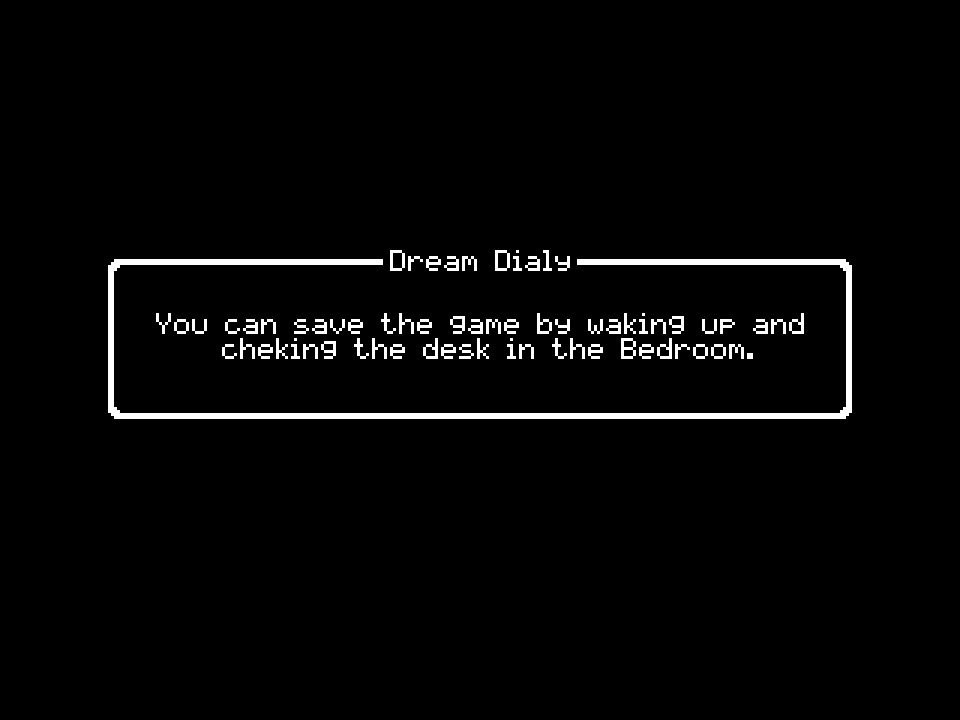 Dream Dialy
You can save the game by waking up and
cheking the desk in the Bedroom.